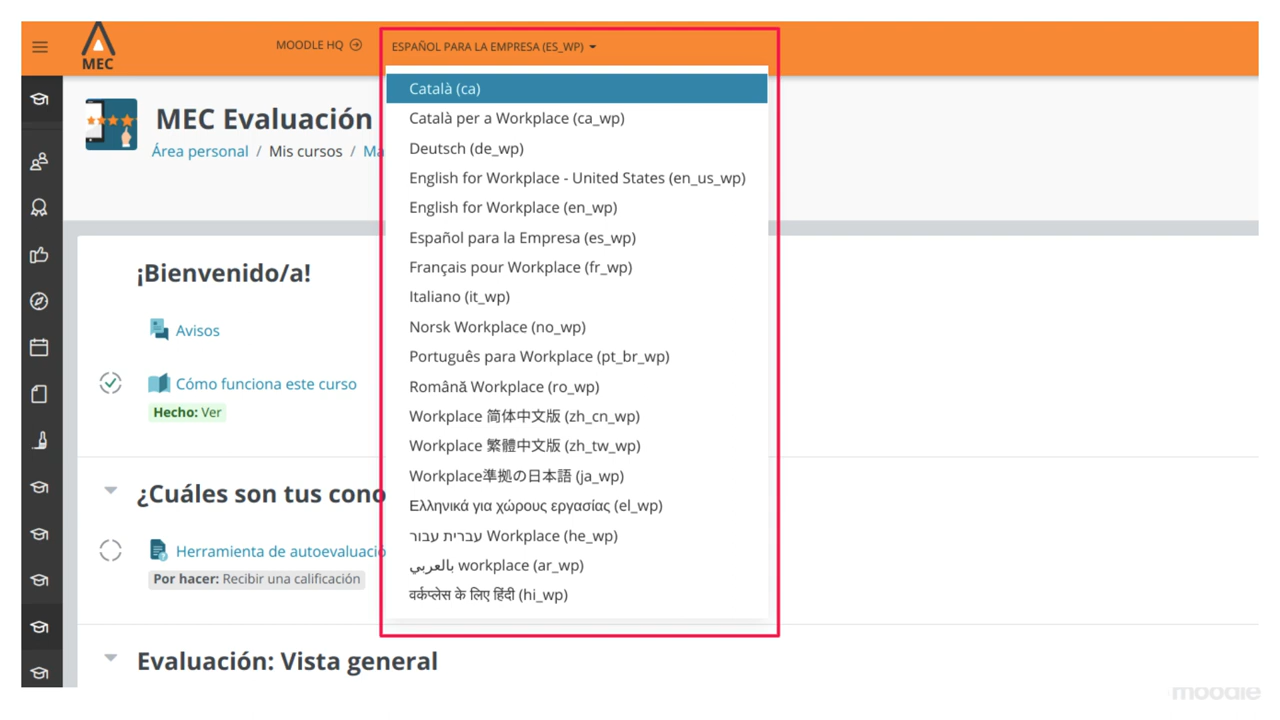 MEC
MOODLE HQ
ESPAÑOL PARA LA EMPRESA (ES_WP)
MEC Evaluación
Área personal / Mis cursos / Ma
Català (ca)
Català per a Workplace (ca_wp)
Deutsch (de_wp)
English for Workplace - United States (en_us_wp)
English for Workplace (en_wp)
Español para la Empresa (es_wp)
Français pour Workplace (fr_wp)
Italiano (it_wp)
Norsk Workplace (no_wp)
Português para Workplace (pt_br_wp)
Română Workplace (ro_wp)
Workplace 简体中文版 (zh_cn_wp)
Workplace 繁體中文版 (zh_tw_wp)
Workplace準拠の日本語 (ja_wp)
Ελληνικά για χώρους εργασίας (el_wp)
עברית עבור Workplace (he_wp)
بالعربي workplace (ar_wp)
वर्कप्लेस के लिए हिंदी (hi_wp)
¡Bienvenido/a!
Avisos
Cómo funciona este curso
Hecho: Ver
¿Cuáles son tus cono
Herramienta de autoevaluació
Por hacer: Recibir una calificación
Evaluación: Vista general
moodle